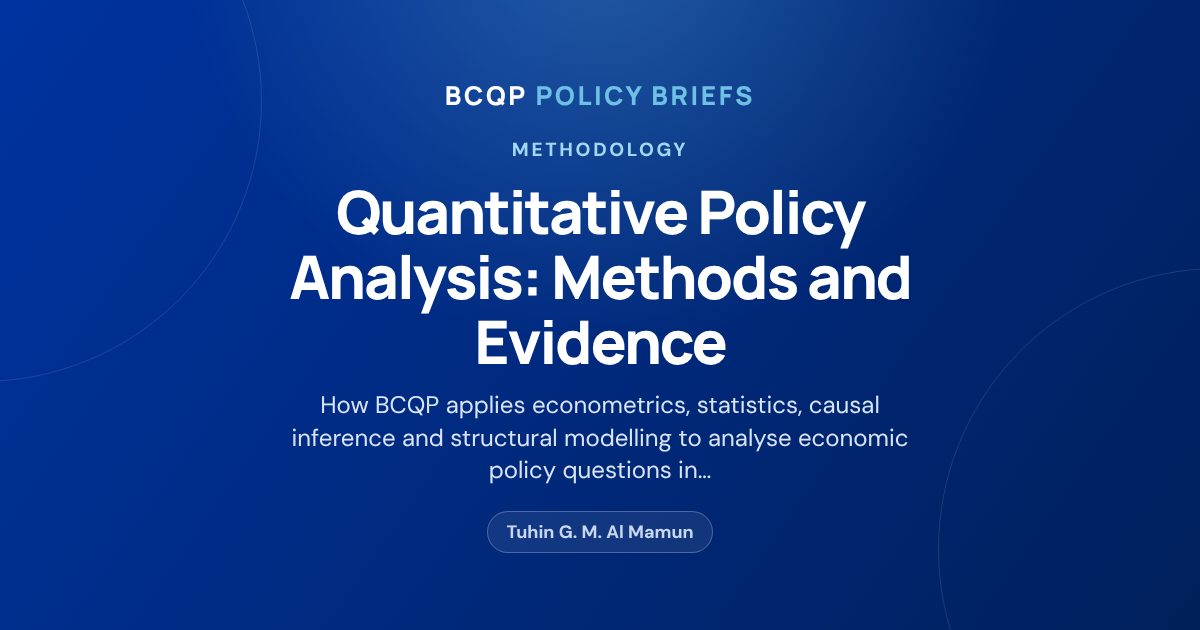 BCQP POLICY BRIEFS
METHODOLOGY
Quantitative Policy
Analysis: Methods and
Evidence
How BCQP applies econometrics, statistics, causal
inference and structural modelling to analyse economic
policy questions in...
Tuhin G. M. Al Mamun